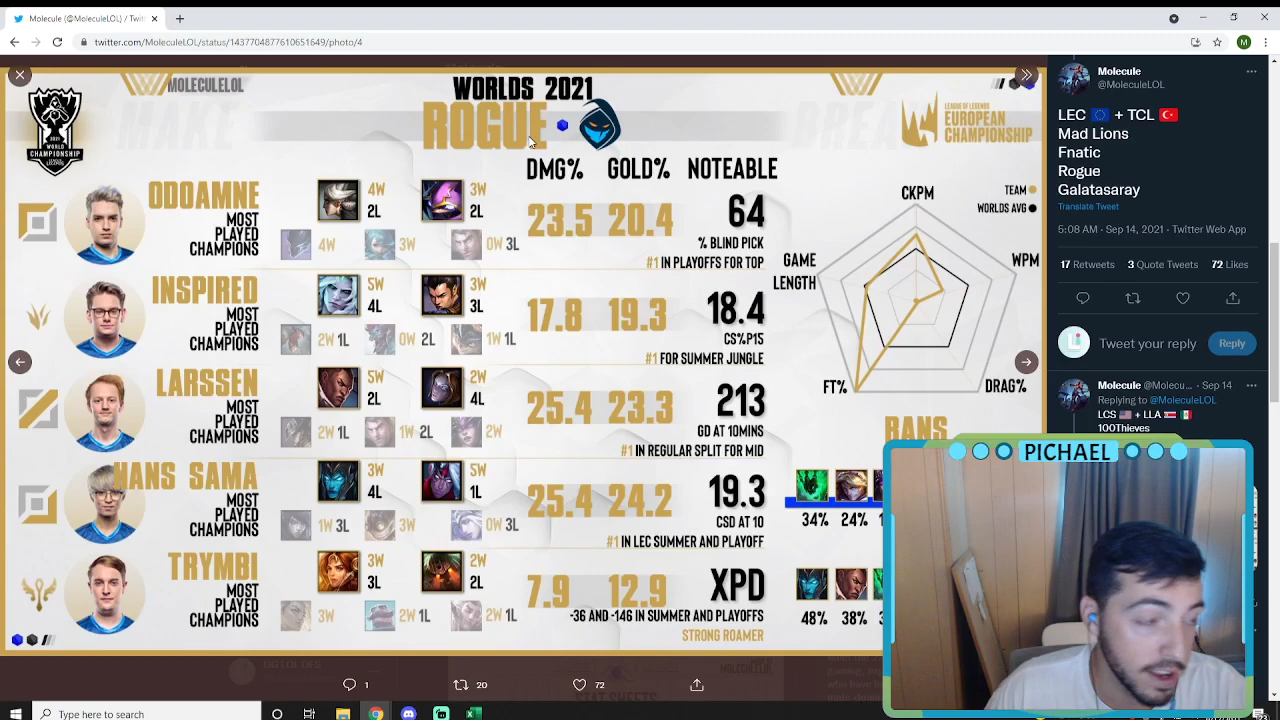 Molecule (@MoleculeLOL) / Twitt
twitter.com/MoleculeLOL/status/1437704877610651649/photo/4
MOLECULELOL
WORLDS 2021
ROGUE
MAKE
BREA
2021
WORLD
CHAMPIONSHIP
LEAGUE OF LEGENDS
EUROPEAN
CHAMPIONSHIP
DMG% GOLD% NOTEABLE
ODOAMNE
MOST
PLAYED
CHAMPIONS
4W
2L
3W
2L
4W
3W
0W 3L
23.5 20.4
64
% BLIND PICK
#1 IN PLAYOFFS FOR TOP
INSPIRED
MOST
PLAYED
CHAMPIONS
5W
4L
3W
3L
2W 1L
0W 2L
1W 1L
17.8 19.3
18.4
CS%P15
#1 FOR SUMMER JUNGLE
LARSSEN
MOST
PLAYED
CHAMPIONS
5W
2L
2W
4L
2W 1L
1W 2L
2W
25.4 23.3
213
GD AT 10MINS
#1 IN REGULAR SPLIT FOR MID
HANS SAMA
MOST
PLAYED
CHAMPIONS
3W
4L
5W
1L
1W 3L
3W
0W 3L
25.4 24.2
19.3
CSD AT 10
#1 IN LEC SUMMER AND PLAYOFF
TRYMBI
MOST
PLAYED
CHAMPIONS
3W
3L
2W
2L
3W
2W 1L
2W 1L
7.9 12.9
XPD
-36 AND -146 IN SUMMER AND PLAYOFFS
STRONG ROAMER
CKPM
TEAM
WORLDS AVG
GAME
LENGTH
WPM
FT%
DRAG%
BANS
34% 24%
48% 38%
1
20
72
MOLECULELOL
STAT SHEETS
Molecule
@MoleculeLOL
LEC + TCL
Mad Lions
Fnatic
Rogue
Galatasaray
Translate Tweet
5:08 AM · Sep 14, 2021 · Twitter Web App
17 Retweets 3 Quote Tweets 72 Likes
Tweet your reply
Reply
Molecule @Molecu... · Sep 14
Replying to @MoleculeLOL
LCS + LLA
100Thieves
PICHAEL
M
Type here to search